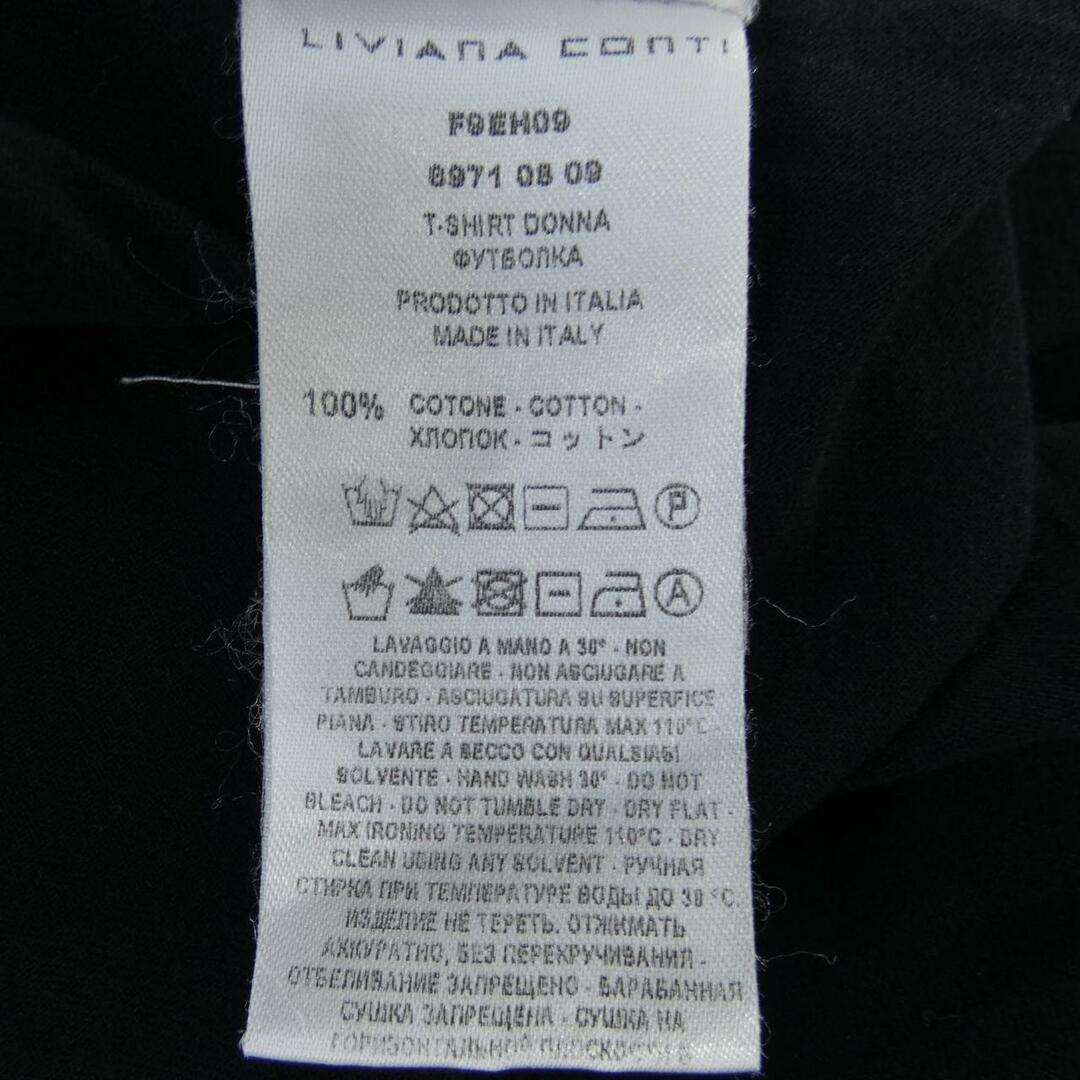 LIVIANA CONTI
F9EH09
8971 08 09
T-SHIRT DONNA
ФУТБОЛКА
PRODOTTO IN ITALIA
MADE IN ITALY
100% COTONE - COTTON -
ХЛОПОК - コットン
P
A
LAVAGGIO A MANO A 30° - NON
CANDEGGIARE - NON ASCIUGARE A
TAMBURO - ASCIUGATURA SU SUPERFICE
PIANA - STIRO TEMPERATURA MAX 110°C -
LAVARE A SECCO CON QUALSIASI
SOLVENTE - HAND WASH 30° - DO NOT
BLEACH - DO NOT TUMBLE DRY - DRY FLAT -
MAX IRONING TEMPERATURE 110°C - DRY
CLEAN USING ANY SOLVENT - РУЧНАЯ
СТИРКА ПРИ ТЕМПЕРАТУРЕ ВОДЫ ДО 30 °C.
ИЗДЕЛИЕ НЕ ТЕРЕТЬ. ОТЖИМАТЬ
АККУРАТНО, БЕЗ ПЕРЕКРУЧИВАНИЯ -
ОТБЕЛИВАНИЕ ЗАПРЕЩЕНО - БАРАБАННАЯ
СУШКА ЗАПРЕЩЕНА - СУШКА НА
ГОРИЗОНТАЛЬНОЙ ПЛОСКОСТИ